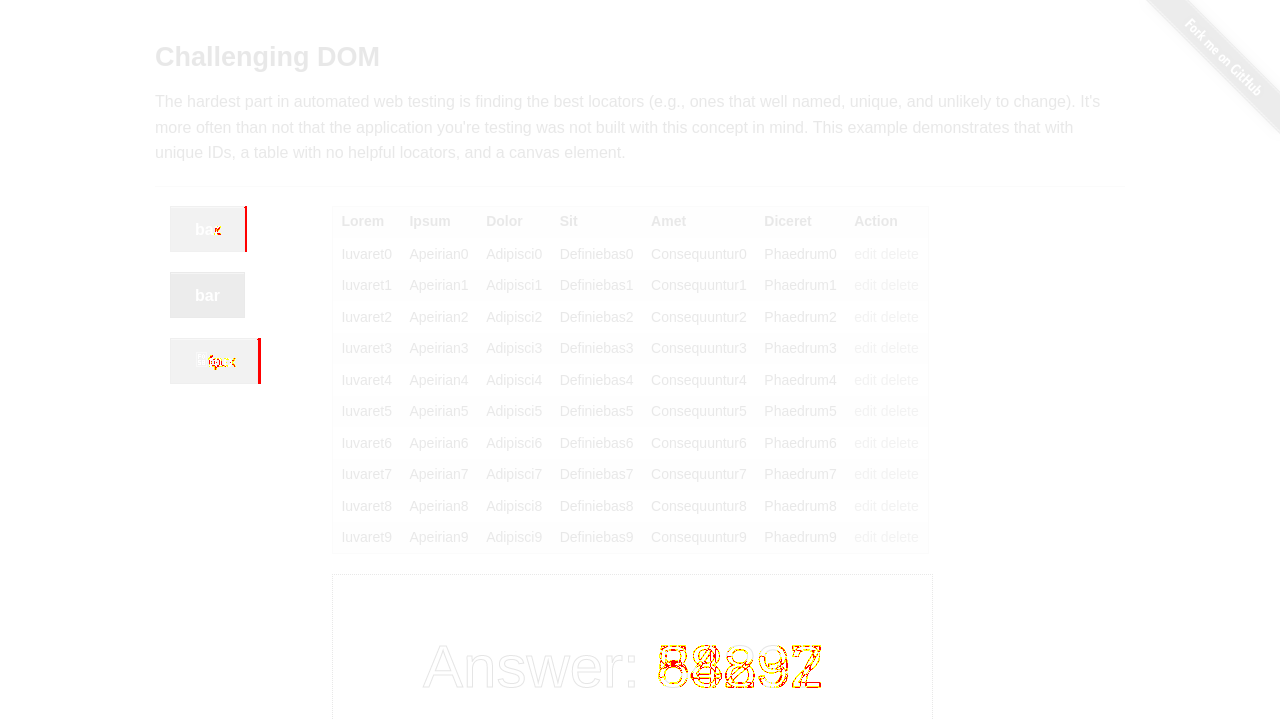 Fork me on GitHub
Challenging DOM
The hardest part in automated web testing is finding the best locators (e.g., ones that well named, unique, and unlikely to change). It's
more often than not that the application you're testing was not built with this concept in mind. This example demonstrates that with
unique IDs, a table with no helpful locators, and a canvas element.
bar
Lorem Ipsum Dolor Sit Amet Diceret Action
Iuvaret0 Apeirian0 Adipisci0 Definiebas0 Consequuntur0 Phaedrum0 edit delete
Iuvaret1 Apeirian1 Adipisci1 Definiebas1 Consequuntur1 Phaedrum1 edit delete
Iuvaret2 Apeirian2 Adipisci2 Definiebas2 Consequuntur2 Phaedrum2 edit delete
Iuvaret3 Apeirian3 Adipisci3 Definiebas3 Consequuntur3 Phaedrum3 edit delete
Iuvaret4 Apeirian4 Adipisci4 Definiebas4 Consequuntur4 Phaedrum4 edit delete
Iuvaret5 Apeirian5 Adipisci5 Definiebas5 Consequuntur5 Phaedrum5 edit delete
Iuvaret6 Apeirian6 Adipisci6 Definiebas6 Consequuntur6 Phaedrum6 edit delete
Iuvaret7 Apeirian7 Adipisci7 Definiebas7 Consequuntur7 Phaedrum7 edit delete
Iuvaret8 Apeirian8 Adipisci8 Definiebas8 Consequuntur8 Phaedrum8 edit delete
Iuvaret9 Apeirian9 Adipisci9 Definiebas9 Consequuntur9 Phaedrum9 edit delete
Answer: